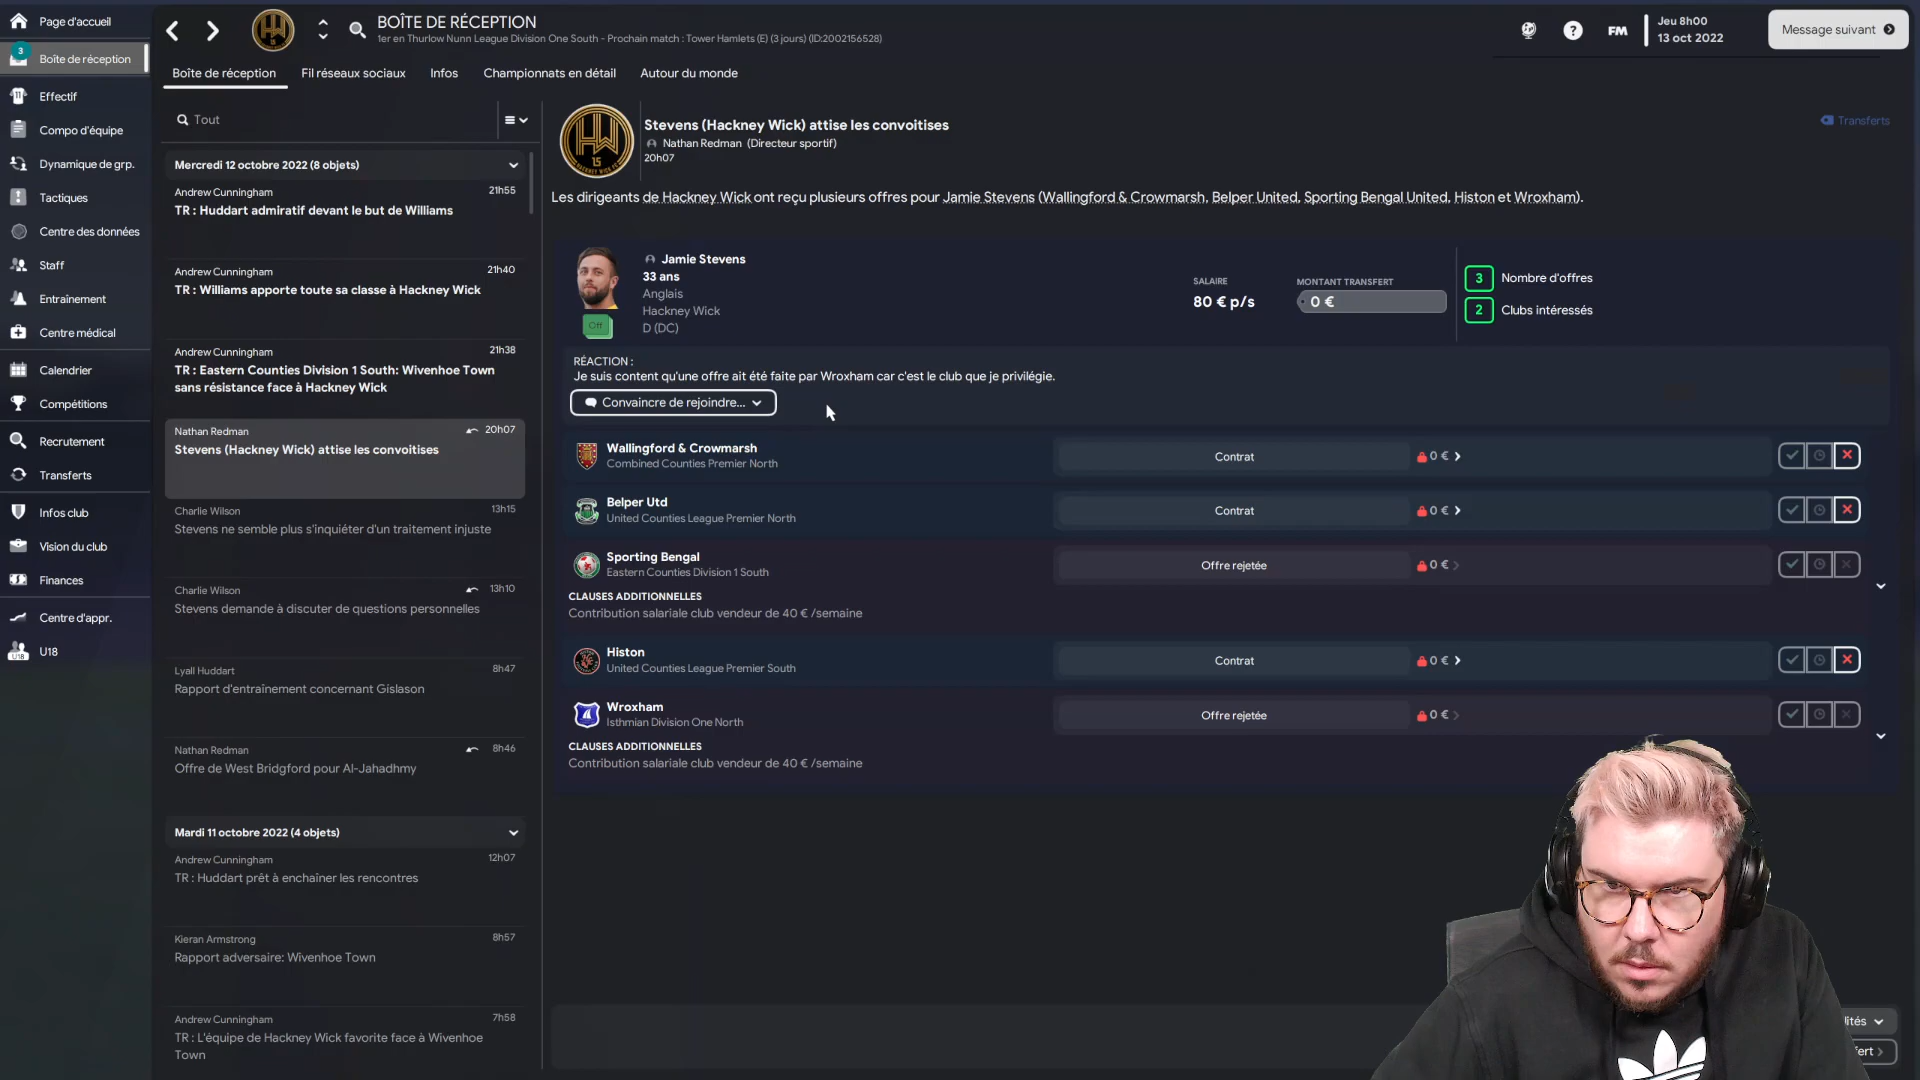 Page d'accueil
3
Boîte de réception
Effectif
Compo d'équipe
Dynamique de grp.
Tactiques
Centre des données
Staff
Entraînement
Centre médical
Calendrier
Compétitions
Recrutement
Transferts
Infos club
Vision du club
Finances
Centre d'appr.
U18
BOÎTE DE RÉCEPTION
1er en Thurlow Nunn League Division One South - Prochain match : Tower Hamlets (E) (3 jours) (ID:2002156528)
FM
Jeu 8h00
13 oct 2022
Message suivant
Boîte de réception
Fil réseaux sociaux
Infos
Championnats en détail
Autour du monde
Tout
Mercredi 12 octobre 2022 (8 objets)
Andrew Cunningham 21h55
TR : Huddart admiratif devant le but de Williams
Andrew Cunningham 21h40
TR : Williams apporte toute sa classe à Hackney Wick
Andrew Cunningham 21h38
TR : Eastern Counties Division 1 South: Wivenhoe Town
sans résistance face à Hackney Wick
Nathan Redman 20h07
Stevens (Hackney Wick) attise les convoitises
Charlie Wilson 13h15
Stevens ne semble plus s'inquiéter d'un traitement injuste
Charlie Wilson 13h10
Stevens demande à discuter de questions personnelles
Lyall Huddart 8h47
Rapport d'entraînement concernant Gislason
Nathan Redman 8h46
Offre de West Bridgford pour Al-Jahadhmy
Mardi 11 octobre 2022 (4 objets)
Andrew Cunningham 12h07
TR : Huddart prêt à enchaîner les rencontres
Kieran Armstrong 8h57
Rapport adversaire: Wivenhoe Town
Andrew Cunningham 7h58
TR : L'équipe de Hackney Wick favorite face à Wivenhoe
Town
Stevens (Hackney Wick) attise les convoitises
Nathan Redman (Directeur sportif)
20h07
Transferts
Les dirigeants de Hackney Wick ont reçu plusieurs offres pour Jamie Stevens (Wallingford & Crowmarsh, Belper United, Sporting Bengal United, Histon et Wroxham).
Jamie Stevens
33 ans
Anglais
Hackney Wick
D (DC)
Off
SALAIRE
80 € p/s
MONTANT TRANSFERT
0 €
3 Nombre d'offres
2 Clubs intéressés
RÉACTION :
Je suis content qu'une offre ait été faite par Wroxham car c'est le club que je privilégie.
Convaincre de rejoindre...
Wallingford & Crowmarsh
Combined Counties Premier North
Contrat
0 €
Belper Utd
United Counties League Premier North
Contrat
0 €
Sporting Bengal
Eastern Counties Division 1 South
Offre rejetée
0 €
CLAUSES ADDITIONNELLES
Contribution salariale club vendeur de 40 € /semaine
Histon
United Counties League Premier South
Contrat
0 €
Wroxham
Isthmian Division One North
Offre rejetée
0 €
CLAUSES ADDITIONNELLES
Contribution salariale club vendeur de 40 € /semaine